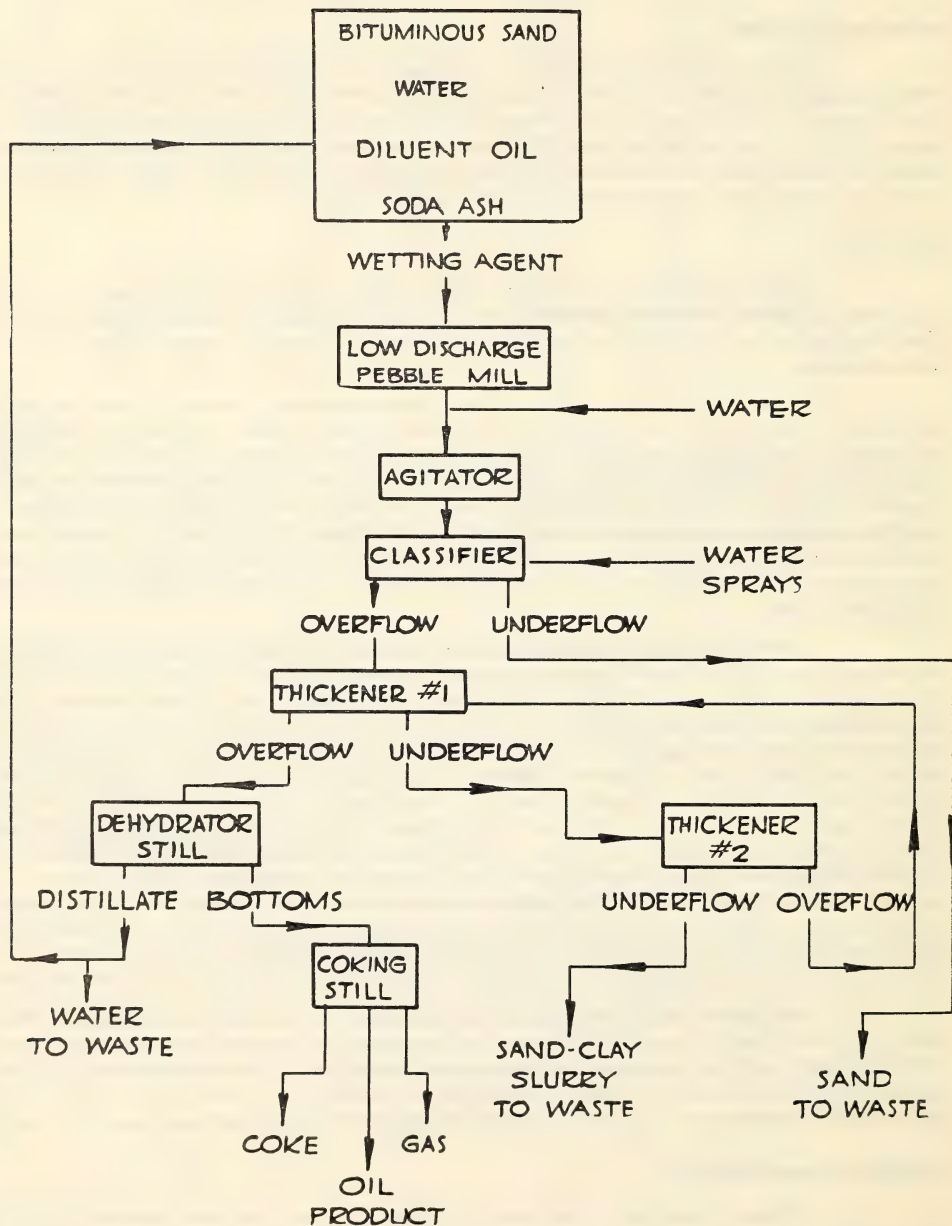 BITUMINOUS SAND
WATER
DILUENT OIL
SODA ASH
WETTING AGENT
LOW DISCHARGE
PEBBLE MILL
WATER
AGITATOR
CLASSIFIER
WATER
SPRAYS
OVERFLOW
UNDERFLOW
THICKENER #1
OVERFLOW
UNDERFLOW
DEHYDRATOR
STILL
THICKENER
#2
DISTILLATE
BOTTOMS
UNDERFLOW
OVERFLOW
COKING
STILL
WATER
TO WASTE
SAND-CLAY
SLURRY
TO WASTE
SAND
TO WASTE
COKE
GAS
OIL
PRODUCT